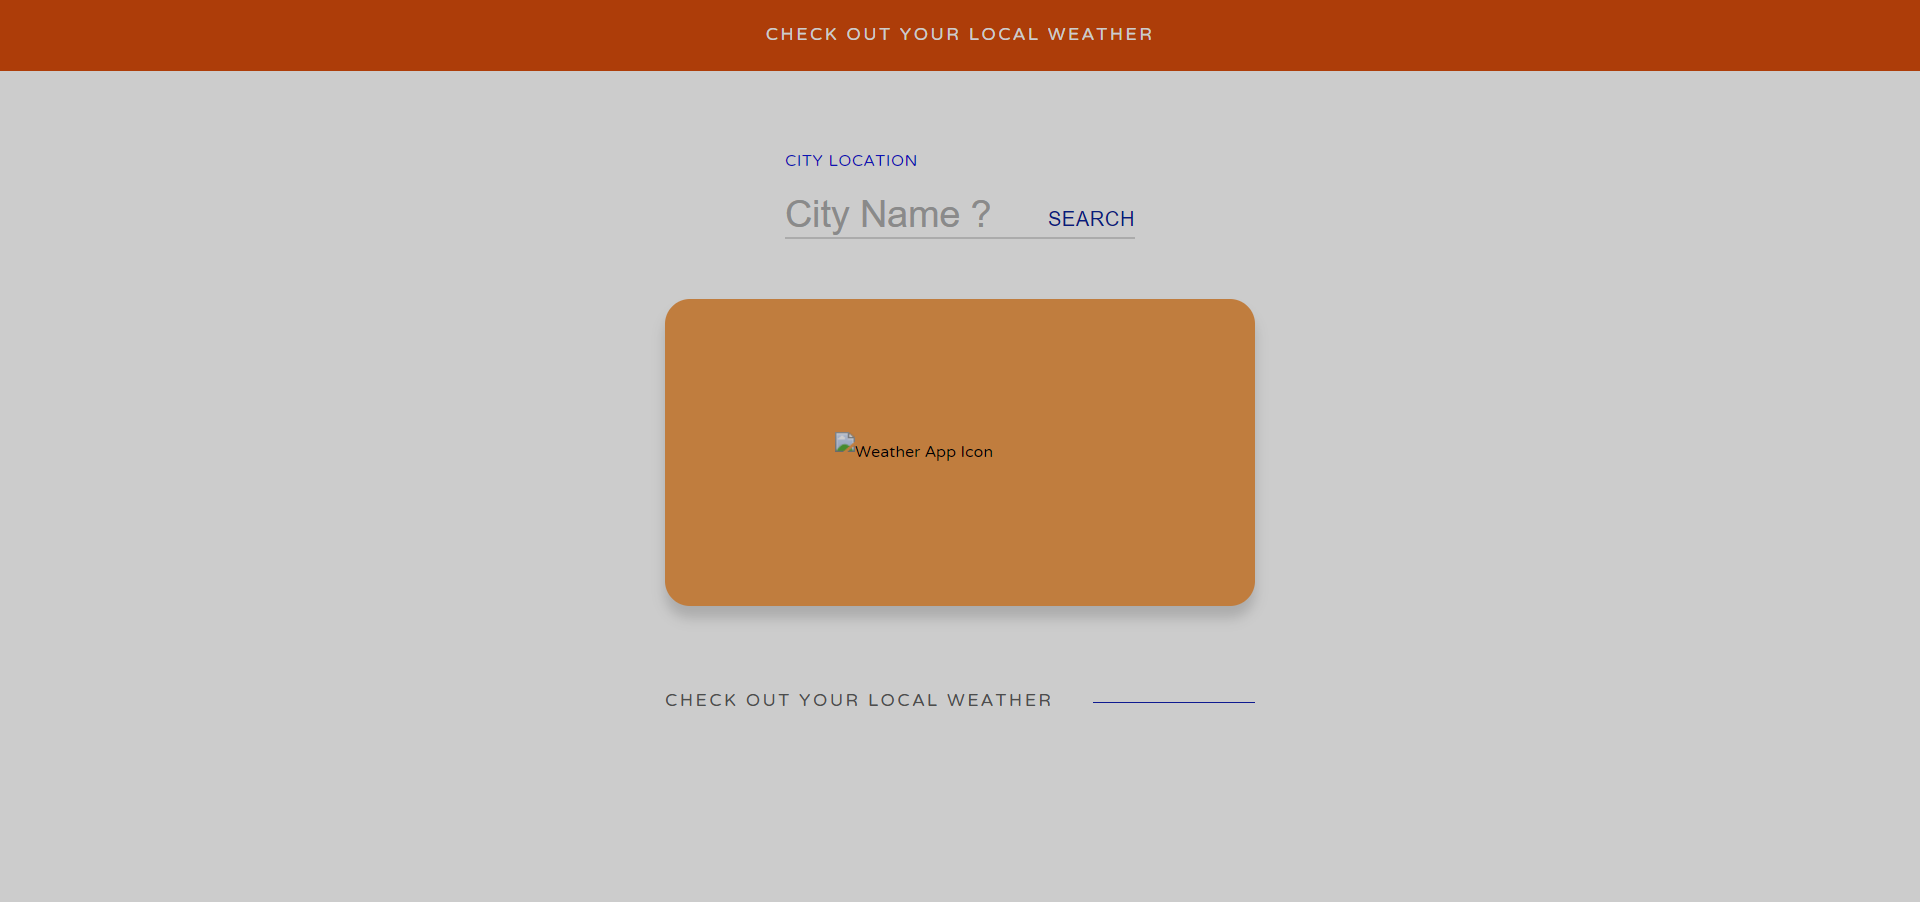 CHECK OUT YOUR LOCAL WEATHER
CITY LOCATION
City Name ?
SEARCH
Weather App Icon
CHECK OUT YOUR LOCAL WEATHER